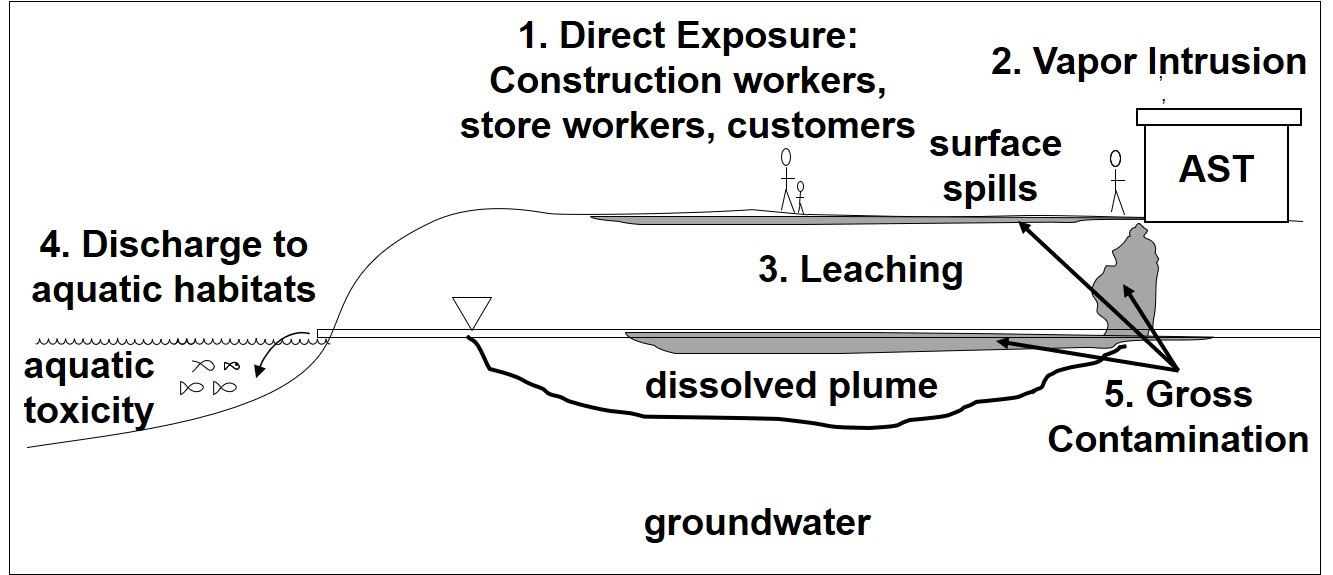 1. Direct Exposure:
Construction workers,
store workers, customers
2. Vapor Intrusion
surface
spills
AST
4. Discharge to
aquatic habitats
3. Leaching
aquatic
toxicity
dissolved plume
5. Gross
Contamination
groundwater